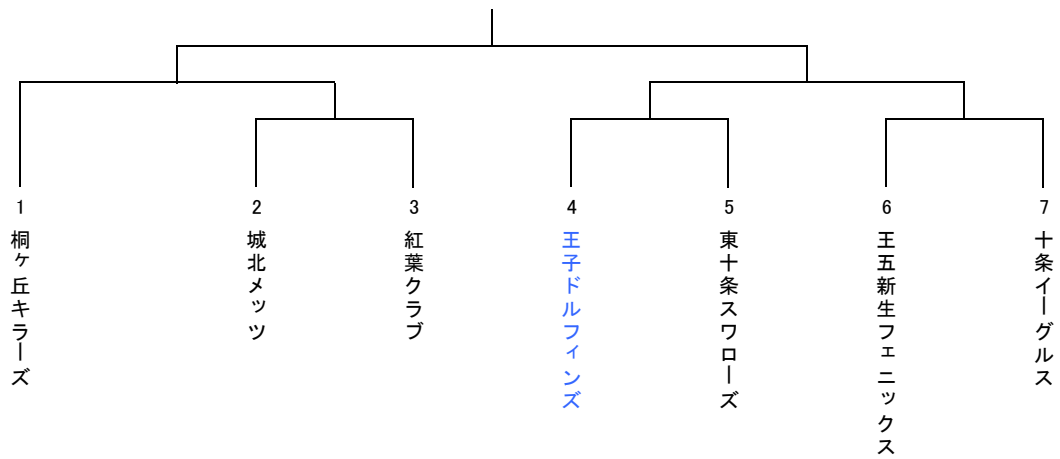 1
桐ヶ丘キラーズ
2
城北メッツ
3
紅葉クラブ
4
王子ドルフィンズ
5
東十条スワローズ
6
王五新生フェニックス
7
十条イーグルス